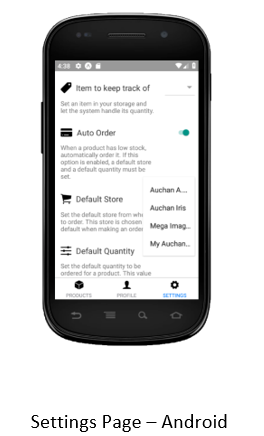 4:38
Item to keep track of
Set an item in your storage and
let the system handle its quantity.
Auto Order
When a product has low stock,
automatically order it. If this
option is enabled, a default store
and a default quantity must be
set.
Default Store
Set the default store from whe
to order. This store is chosen
default when making an order
Auchan A...
Auchan Iris
Mega Imag...
My Auchan...
Default Quantity
Set the default quantity to be
ordered for a product. This value
PRODUCTS
PROFILE
SETTINGS
Settings Page – Android